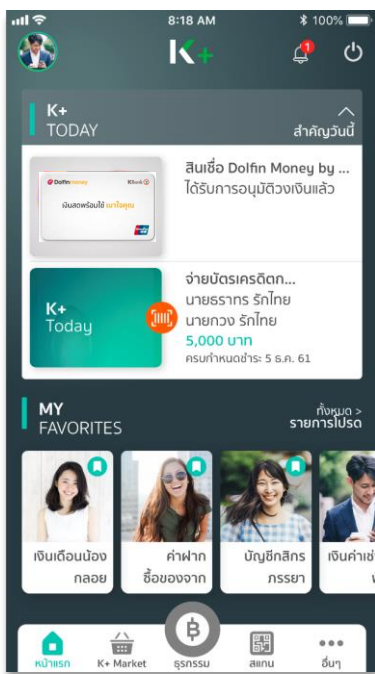 8:18 AM
100%
K+
1
K+
TODAY
สำคัญวันนี้
Dolfin money
KBank
เงินสดพร้อมใช้ เอาใจคุณ
สินเชื่อ Dolfin Money by ...
ได้รับการอนุมัติวงเงินแล้ว
K+
Today
จ่ายบัตรเครดิตก...
นายธราทร รักไทย
นายกวง รักไทย
5,000 บาท
ครบกำหนดชำระ 5 ธ.ค. 61
MY
FAVORITES
ทั้งหมด >
รายการโปรด
เงินเดือนน้อง
กลอย
ค่าฝาก
ซื้อของจาก
บัญชีกสิกร
ภรรยา
เงินค่าเช่
หน้าแรก
K+ Market
ธุรกรรม
สแกน
อื่นๆ